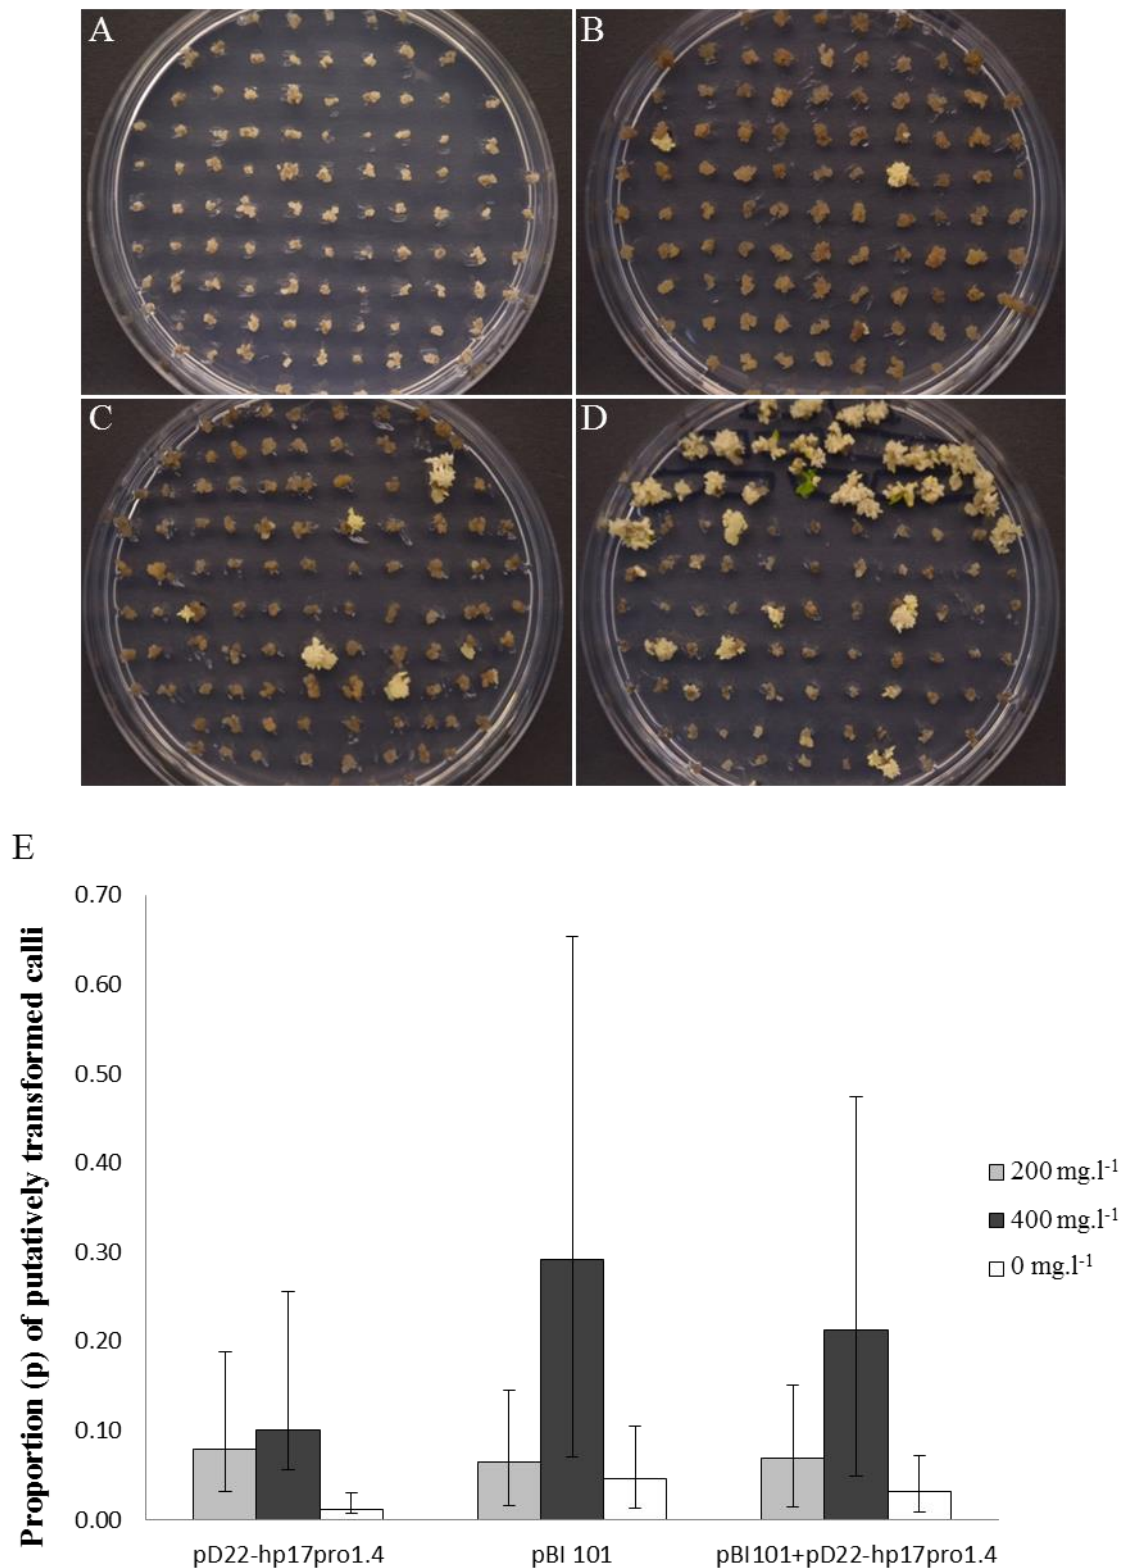 A
B
C
D
E
Proportion (p) of putatively transformed calli
0.70
0.60
0.50
0.40
0.30
0.20
0.10
0.00
pD22-hp17pro1.4
pBI 101
pBI101+pD22-hp17pro1.4
200 mg.l-1
400 mg.l-1
0 mg.l-1